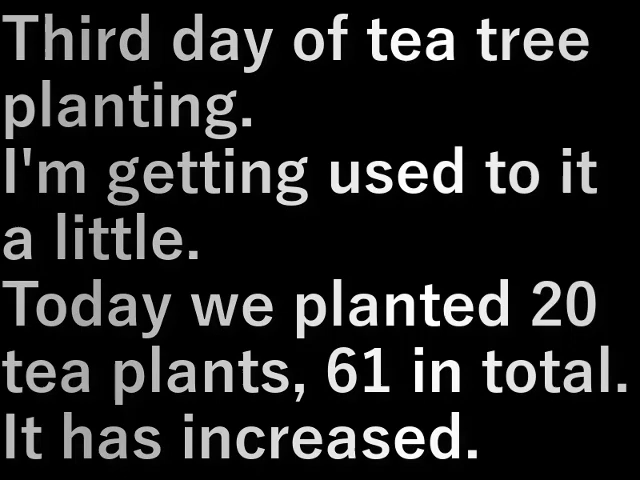 Third day of tea tree
planting.
I'm getting used to it
a little.
Today we planted 20
tea plants, 61 in total.
It has increased.